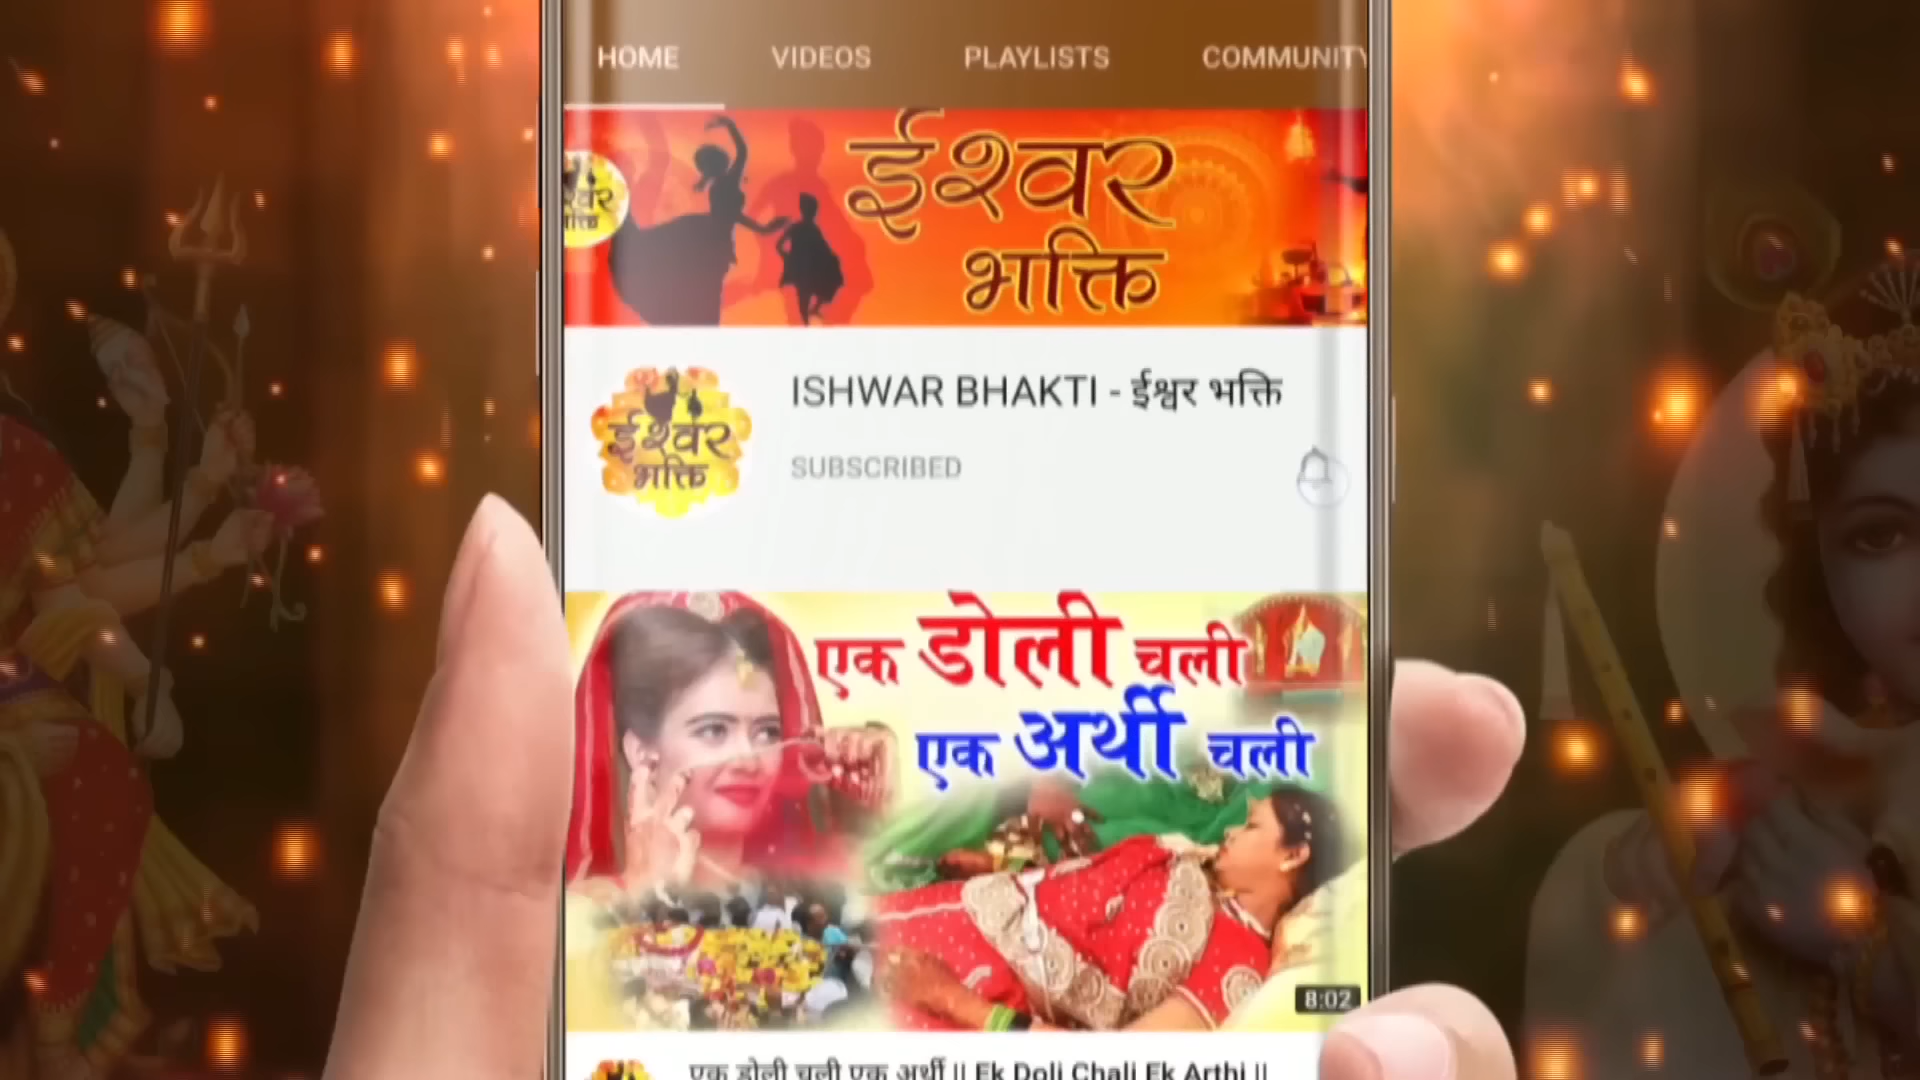 HOME VIDEOS PLAYLISTS COMMUNITY
ईश्वर
भक्ति
ISHWAR BHAKTI - ईश्वर भक्ति
ईश्वर
भक्ति
SUBSCRIBED
एक डोली चली
एक अर्थी चली
8:02
एक डोली चली एक अर्थी || Ek Doli Chali Ek Arthi ||